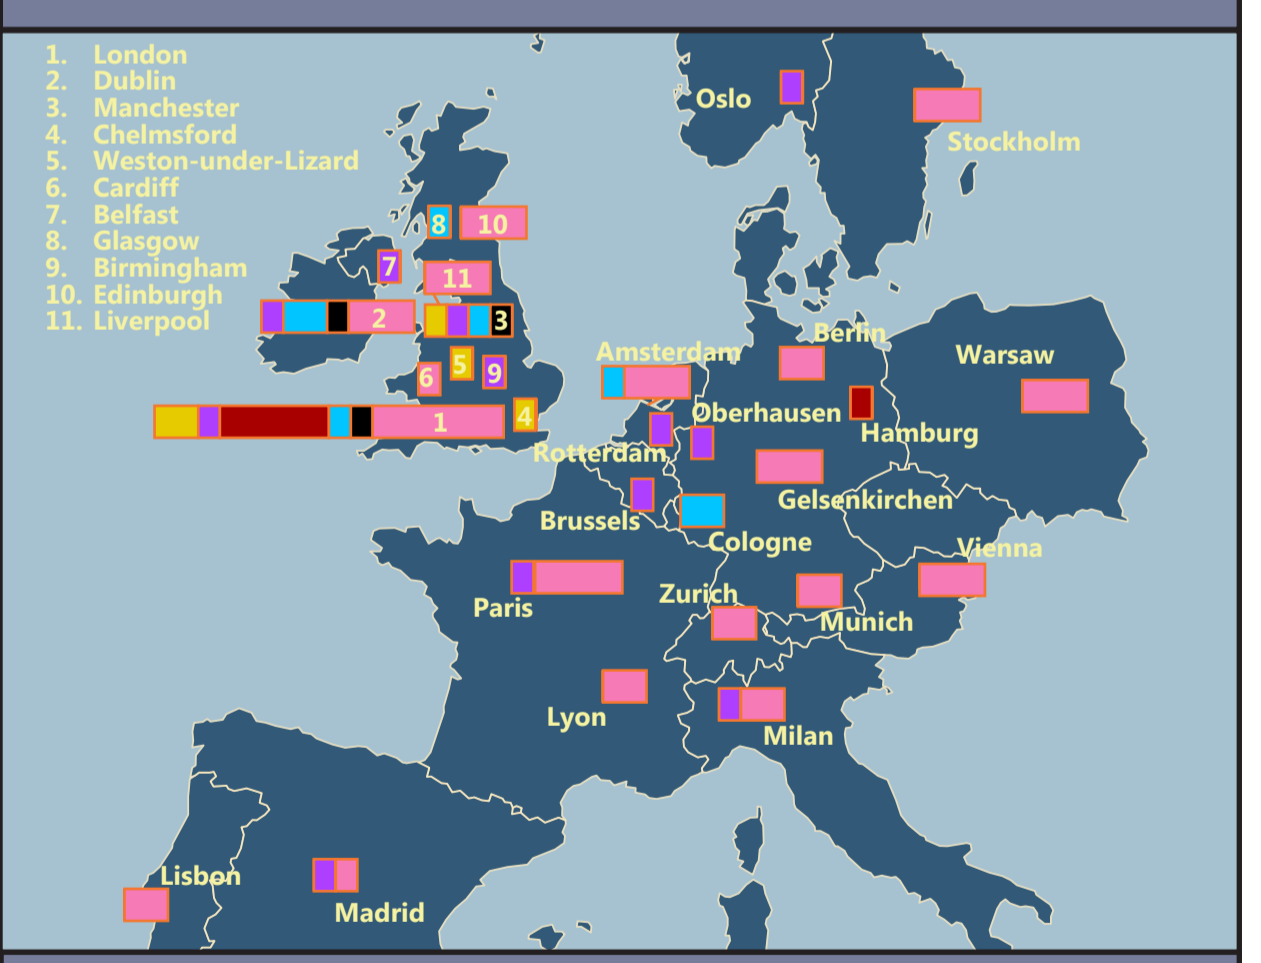 1. London
2. Dublin
3. Manchester
4. Chelmsford
5. Weston-under-Lizard
6. Cardiff
7. Belfast
8. Glasgow
9. Birmingham
10. Edinburgh
11. Liverpool
Oslo
Stockholm
8 10
7
11
2 3
Berlin
Amsterdam
Warsaw
5
6 9
Oberhausen
1 4
Hamburg
Rotterdam
Gelsenkirchen
Brussels
Cologne
Vienna
Zurich
Paris
Munich
Lyon
Milan
Lisbon
Madrid